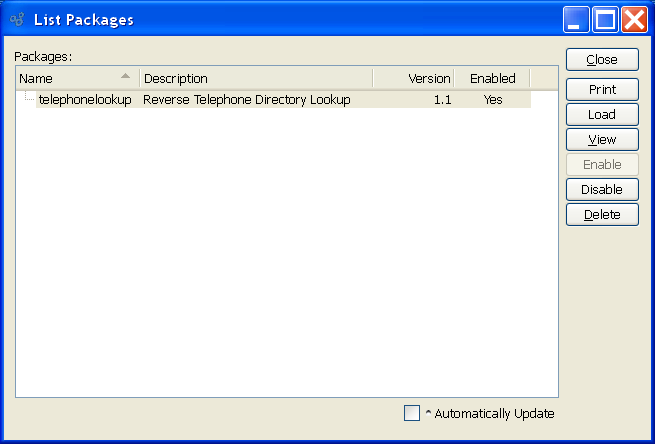 List Packages
Packages:
Close
Name Description Version Enabled
telephonelookup Reverse Telephone Directory Lookup 1.1 Yes
Print
Load
View
Enable
Disable
Delete
^ Automatically Update